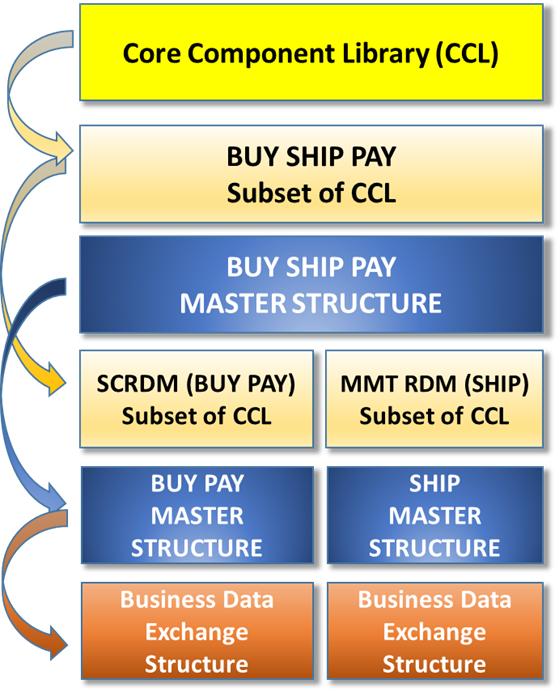 Core Component Library (CCL)
BUY SHIP PAY
Subset of CCL
BUY SHIP PAY
MASTER STRUCTURE
SCRDM (BUY PAY)
Subset of CCL
MMT RDM (SHIP)
Subset of CCL
BUY PAY
MASTER
STRUCTURE
SHIP
MASTER
STRUCTURE
Business Data
Exchange
Structure
Business Data
Exchange
Structure